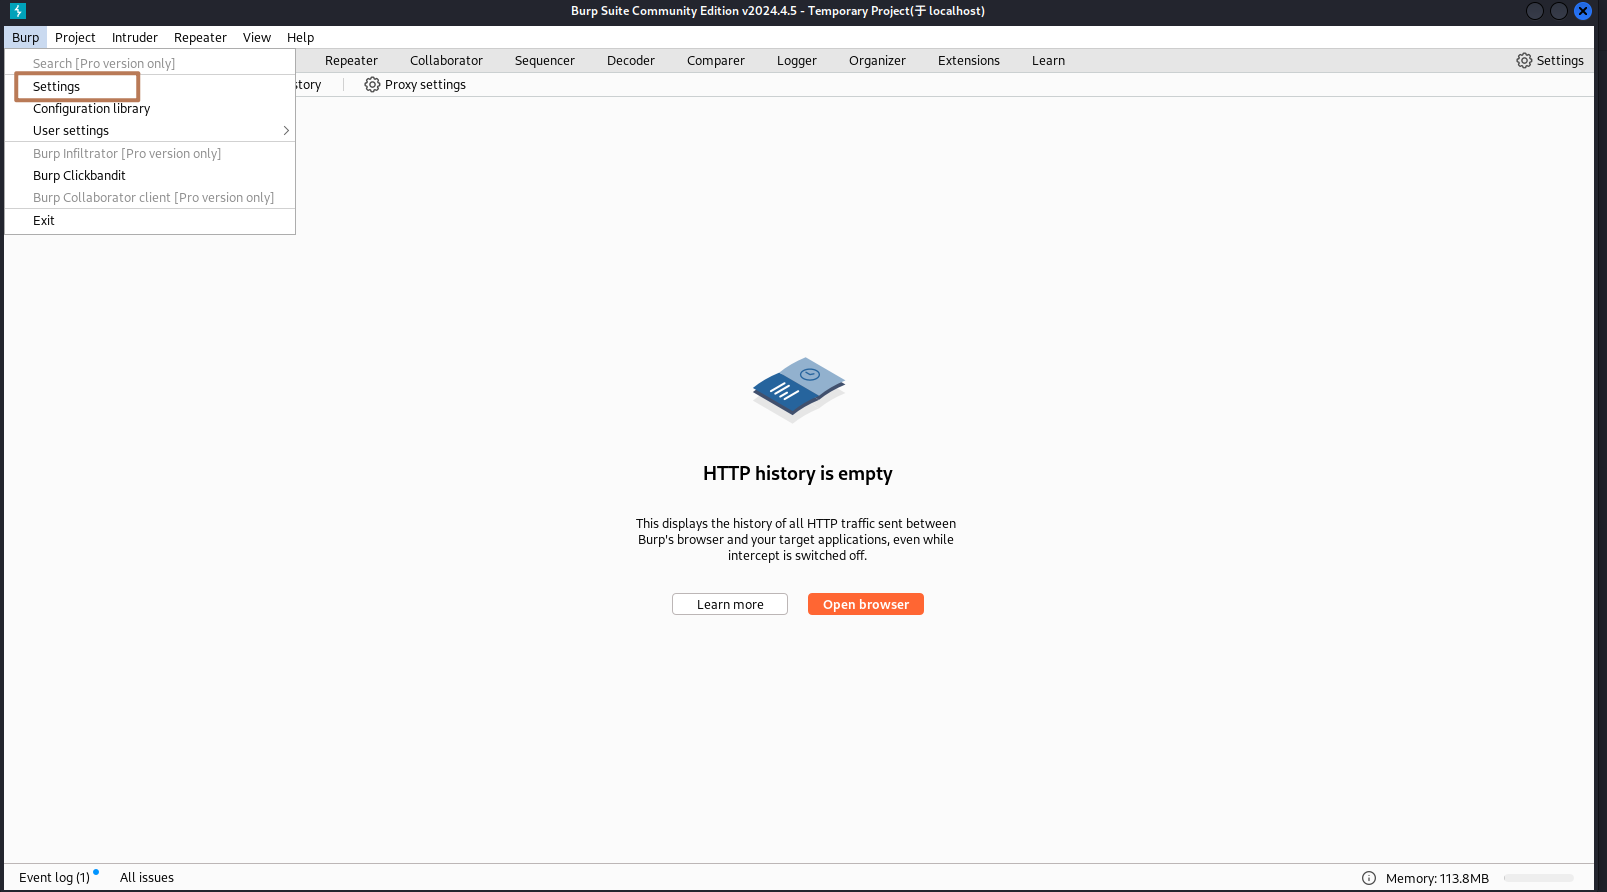 Burp Suite Community Edition v2024.4.5 - Temporary Project(于 localhost)
Burp Project Intruder Repeater View Help
Repeater Collaborator Sequencer Decoder Comparer Logger Organizer Extensions Learn Settings
Proxy settings
Search [Pro version only]
Settings
Configuration library
User settings
Burp Infiltrator [Pro version only]
Burp Clickbandit
Burp Collaborator client [Pro version only]
Exit
HTTP history is empty
This displays the history of all HTTP traffic sent between
Burp's browser and your target applications, even while
intercept is switched off.
Learn more Open browser
Event log (1) All issues Memory: 113.8MB